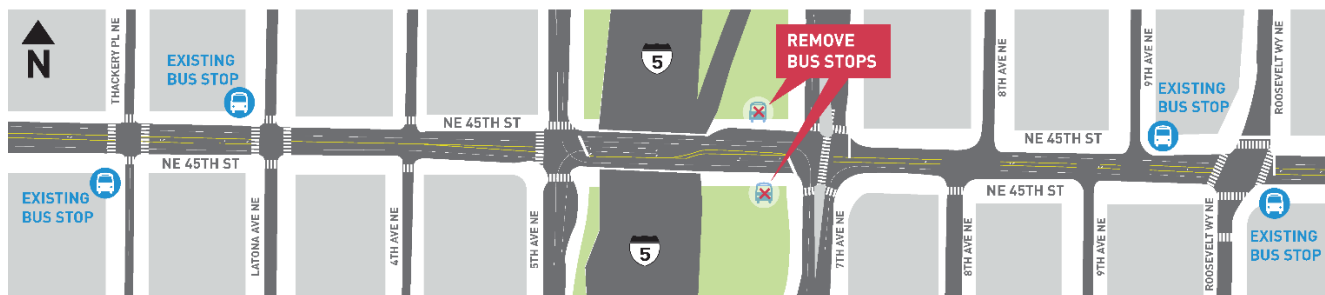 N
THACKERY PL NE
EXISTING
BUS STOP
EXISTING
BUS STOP
NE 45TH ST
LATONA AVE NE
4TH AVE NE
NE 45TH ST
5TH AVE NE
5
5
REMOVE
BUS STOPS
7TH AVE NE
8TH AVE NE
8TH AVE NE
NE 45TH ST
NE 45TH ST
9TH AVE NE
9TH AVE NE
EXISTING
BUS STOP
ROOSEVELT WY NE
ROOSEVELT WY NE
EXISTING
BUS STOP